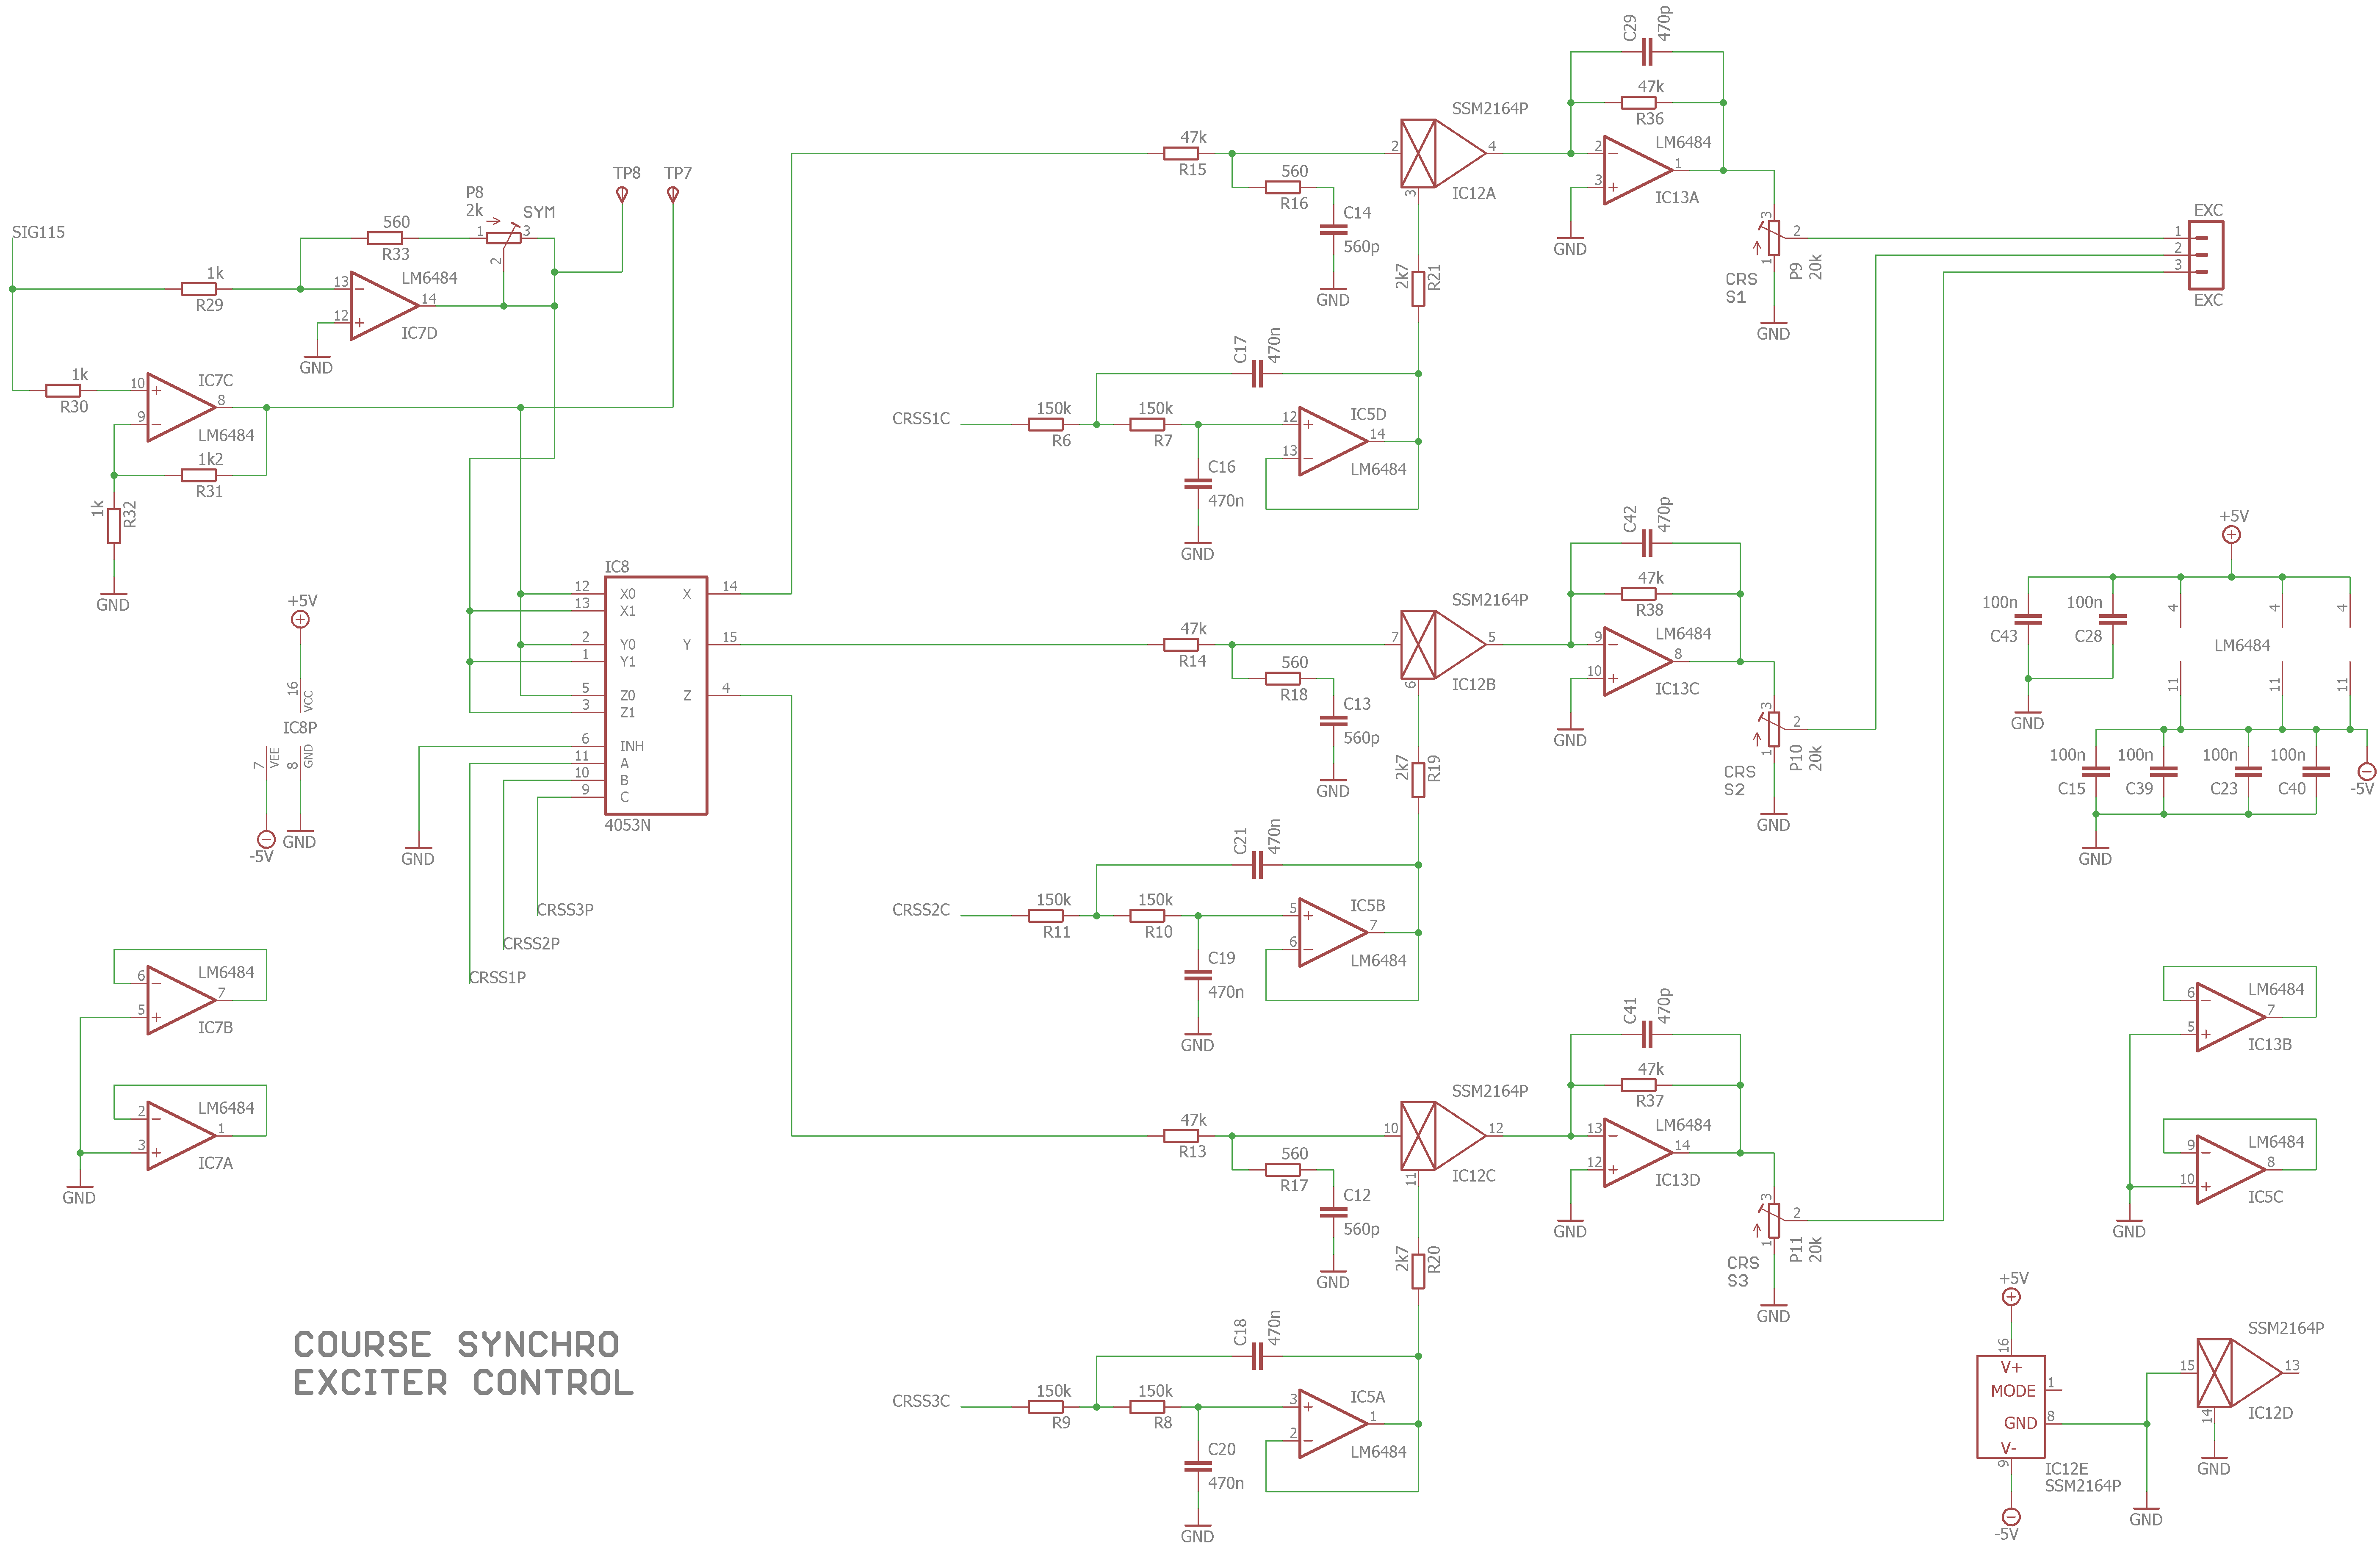 C29
470p
47k
R36
SSM2164P
2
4
3
IC12A
LM6484
2
3
1
IC13A
47k
R15
560
R16
C14
560p
GND
GND
SIG115
P8
2k
SYM
1
3
2
TP8
TP7
560
R33
1k
R29
13
12
14
LM6484
IC7D
GND
1k
R30
10
9
8
IC7C
LM6484
1k2
R31
1k
R32
GND
2k7
R21
3
2
1
P9
20k
CRS
S1
GND
EXC
1
2
3
EXC
C17
470n
CRSS1C
150k
R6
150k
R7
12
13
14
IC5D
LM6484
C16
470n
GND
IC8
12
X0
13
X1
2
Y0
1
Y1
5
Z0
3
Z1
6
INH
11
A
10
B
9
C
X
14
Y
15
Z
4
4053N
GND
CRSS3P
CRSS2P
CRSS1P
+5V
16
VCC
IC8P
7
VEE
8
GND
-5V
GND
C42
470p
47k
R38
SSM2164P
7
5
6
IC12B
LM6484
9
10
8
IC13C
47k
R14
560
R18
C13
560p
GND
GND
2k7
R19
3
2
1
P10
20k
CRS
S2
GND
+5V
100n
C43
100n
C28
4
4
4
LM6484
11
11
11
GND
100n
C15
100n
C39
100n
C23
100n
C40
-5V
GND
C21
470n
CRSS2C
150k
R11
150k
R10
5
6
7
IC5B
LM6484
C19
470n
GND
6
5
7
LM6484
IC7B
2
3
1
LM6484
IC7A
GND
C41
470p
47k
R37
SSM2164P
10
12
11
IC12C
LM6484
13
12
14
IC13D
47k
R13
560
R17
C12
560p
GND
GND
2k7
R20
3
2
1
P11
20k
CRS
S3
GND
6
5
7
LM6484
IC13B
9
10
8
LM6484
IC5C
GND
C18
470n
CRSS3C
150k
R9
150k
R8
3
2
1
IC5A
LM6484
C20
470n
GND
+5V
16
V+
MODE
1
GND
8
V-
9
IC12E
SSM2164P
-5V
SSM2164P
15
13
14
IC12D
GND
GND
COURSE SYNCHRO
EXCITER CONTROL